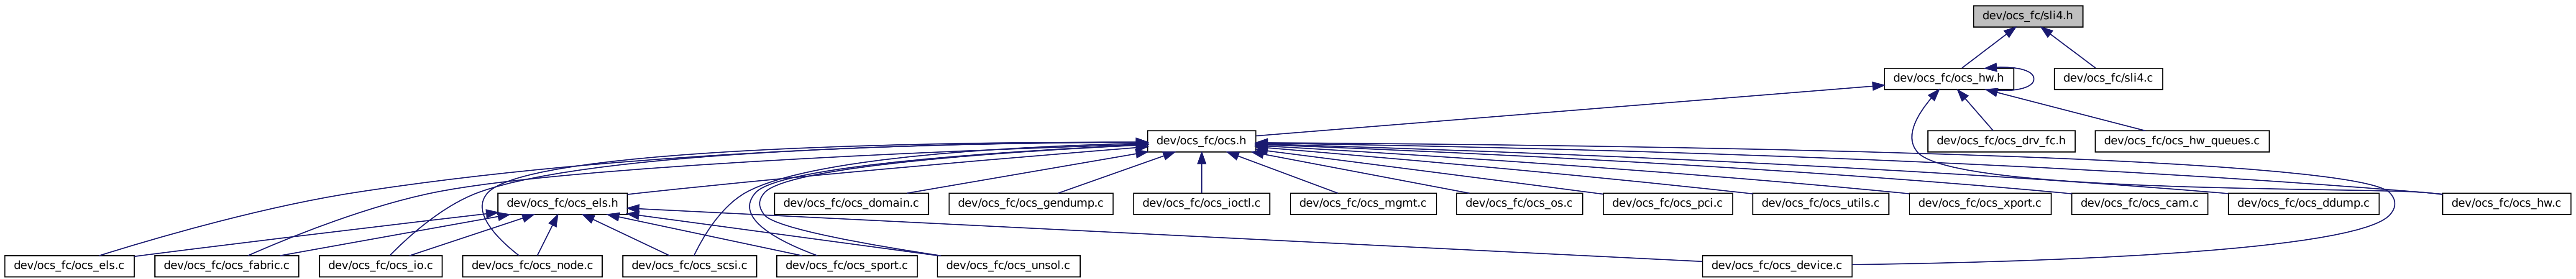 dev/ocs_fc/sli4.h
dev/ocs_fc/ocs_hw.h
dev/ocs_fc/sli4.c
dev/ocs_fc/ocs.h
dev/ocs_fc/ocs_drv_fc.h
dev/ocs_fc/ocs_hw_queues.c
dev/ocs_fc/ocs_els.h
dev/ocs_fc/ocs_domain.c
dev/ocs_fc/ocs_gendump.c
dev/ocs_fc/ocs_ioctl.c
dev/ocs_fc/ocs_mgmt.c
dev/ocs_fc/ocs_os.c
dev/ocs_fc/ocs_pci.c
dev/ocs_fc/ocs_utils.c
dev/ocs_fc/ocs_xport.c
dev/ocs_fc/ocs_cam.c
dev/ocs_fc/ocs_ddump.c
dev/ocs_fc/ocs_hw.c
dev/ocs_fc/ocs_els.c
dev/ocs_fc/ocs_fabric.c
dev/ocs_fc/ocs_io.c
dev/ocs_fc/ocs_node.c
dev/ocs_fc/ocs_scsi.c
dev/ocs_fc/ocs_sport.c
dev/ocs_fc/ocs_unsol.c
dev/ocs_fc/ocs_device.c